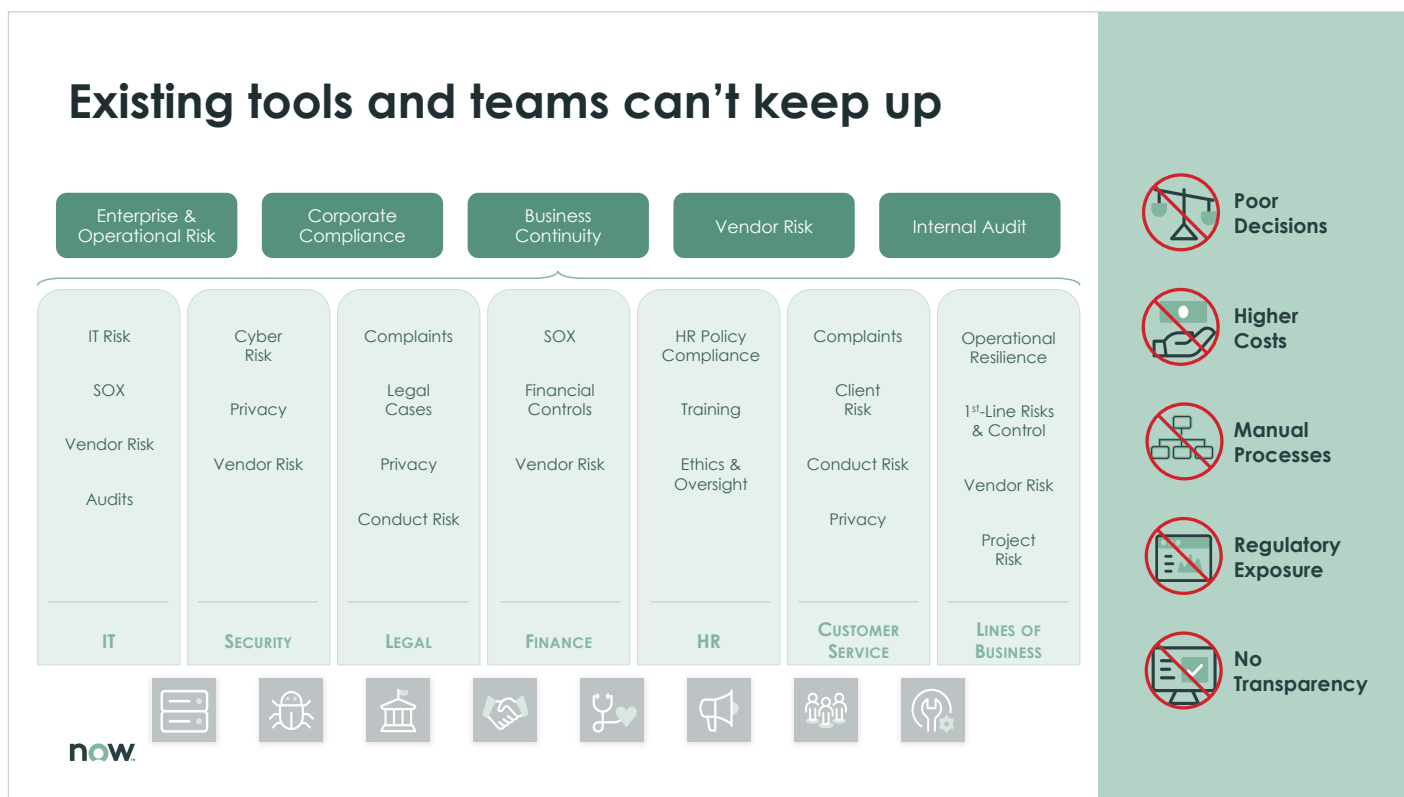 Existing tools and teams can’t keep up
Enterprise &
Operational Risk
Corporate
Compliance
Business
Continuity
Vendor Risk
Internal Audit
IT Risk
SOX
Vendor Risk
Audits
IT
Cyber
Risk
Privacy
Vendor Risk
Security
Complaints
Legal
Cases
Privacy
Conduct Risk
Legal
SOX
Financial
Controls
Vendor Risk
Finance
HR Policy
Compliance
Training
Ethics &
Oversight
HR
Complaints
Client
Risk
Conduct Risk
Privacy
Customer
Service
Operational
Resilience
1st-Line Risks
& Control
Vendor Risk
Project
Risk
Lines of
Business
Poor
Decisions
Higher
Costs
Manual
Processes
Regulatory
Exposure
No
Transparency
now